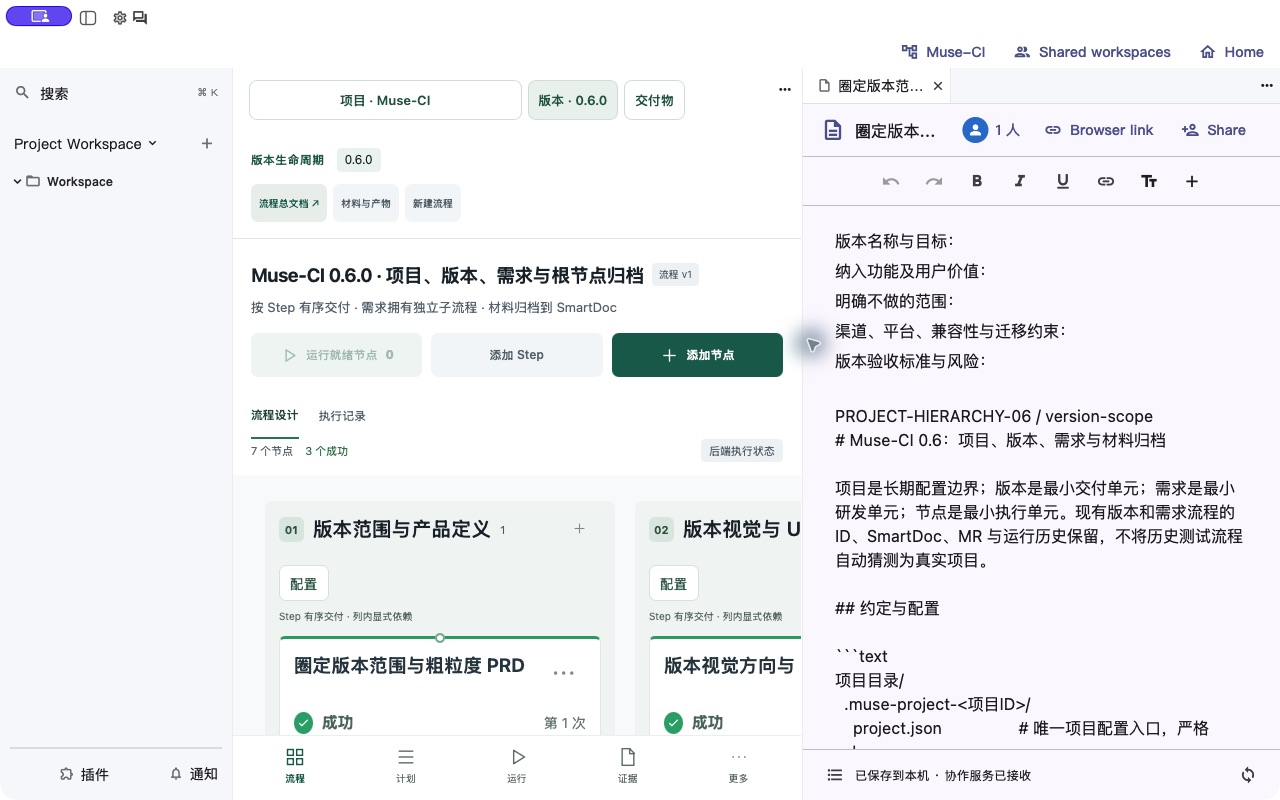 Muse-CI
Shared workspaces
Home
搜索
⌘ K
Project Workspace
Workspace
插件
通知
项目 · Muse-CI
版本 · 0.6.0
交付物
版本生命周期
0.6.0
流程总文档 ↗
材料与产物
新建流程
Muse-CI 0.6.0 · 项目、版本、需求与根节点归档
流程 v1
按 Step 有序交付 · 需求拥有独立子流程 · 材料归档到 SmartDoc
运行就绪节点 0
添加 Step
添加节点
流程设计
执行记录
7 个节点
3 个成功
后端执行状态
01
版本范围与产品定义
1
配置
Step 有序交付 · 列内显式依赖
圈定版本范围与粗粒度 PRD
成功
第 1 次
02
版本视觉与 U
配置
Step 有序交付 · 列内显式依赖
版本视觉方向与
成功
流程
计划
运行
证据
更多
圈定版本范...
圈定版本...
1 人
Browser link
Share
B
I
U
Tт
版本名称与目标：
纳入功能及用户价值：
明确不做的范围：
渠道、平台、兼容性与迁移约束：
版本验收标准与风险：
PROJECT-HIERARCHY-06 / version-scope
# Muse-CI 0.6：项目、版本、需求与材料归档
项目是长期配置边界；版本是最小交付单元；需求是最小
研发单元；节点是最小执行单元。现有版本和需求流程的
ID、SmartDoc、MR 与运行历史保留，不将历史测试流程
自动猜测为真实项目。
## 约定与配置
```text
项目目录/
.muse-project-<项目ID>/
project.json # 唯一项目配置入口，严格
已保存到本机 · 协作服务已接收